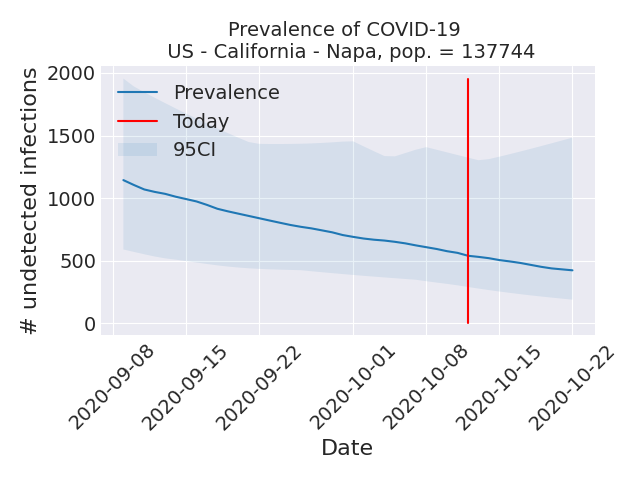 Prevalence of COVID-19
US - California - Napa, pop. = 137744
# undetected infections
2000
1500
1000
500
0
Prevalence
Today
95CI
2020-09-08
2020-09-15
2020-09-22
2020-10-01
2020-10-08
2020-10-15
2020-10-22
Date